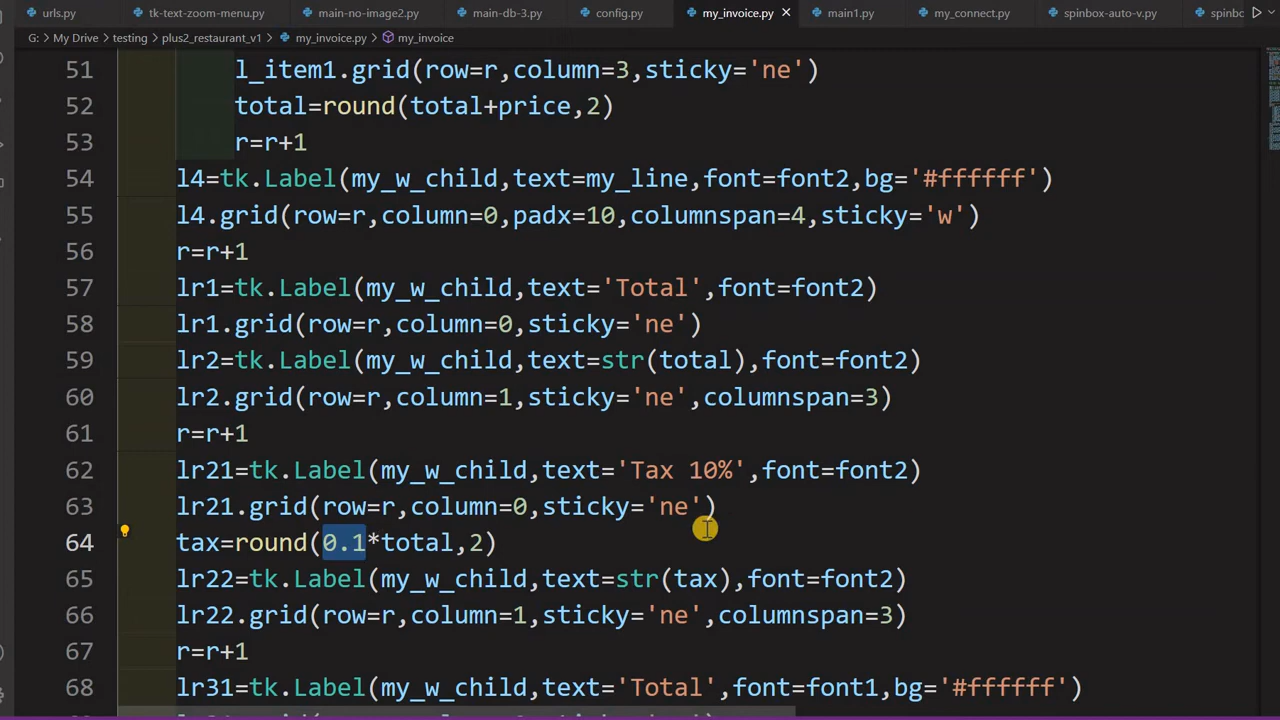 urls.py tk-text-zoom-menu.py main-no-image2.py main-db-3.py config.py my_invoice.py × main1.py my_connect.py spinbox-auto-v.py spinbo
G: > My Drive > testing > plus2_restaurant_v1 > my_invoice.py > my_invoice
51 l_item1.grid(row=r,column=3,sticky='ne')
52 total=round(total+price,2)
53 r=r+1
54 l4=tk.Label(my_w_child,text=my_line,font=font2,bg='#ffffff')
55 l4.grid(row=r,column=0,padx=10,columnspan=4,sticky='w')
56 r=r+1
57 lr1=tk.Label(my_w_child,text='Total',font=font2)
58 lr1.grid(row=r,column=0,sticky='ne')
59 lr2=tk.Label(my_w_child,text=str(total),font=font2)
60 lr2.grid(row=r,column=1,sticky='ne',columnspan=3)
61 r=r+1
62 lr21=tk.Label(my_w_child,text='Tax 10%',font=font2)
63 lr21.grid(row=r,column=0,sticky='ne')
64 tax=round(0.1*total,2)
65 lr22=tk.Label(my_w_child,text=str(tax),font=font2)
66 lr22.grid(row=r,column=1,sticky='ne',columnspan=3)
67 r=r+1
68 lr31=tk.Label(my_w_child,text='Total',font=font1,bg='#ffffff')